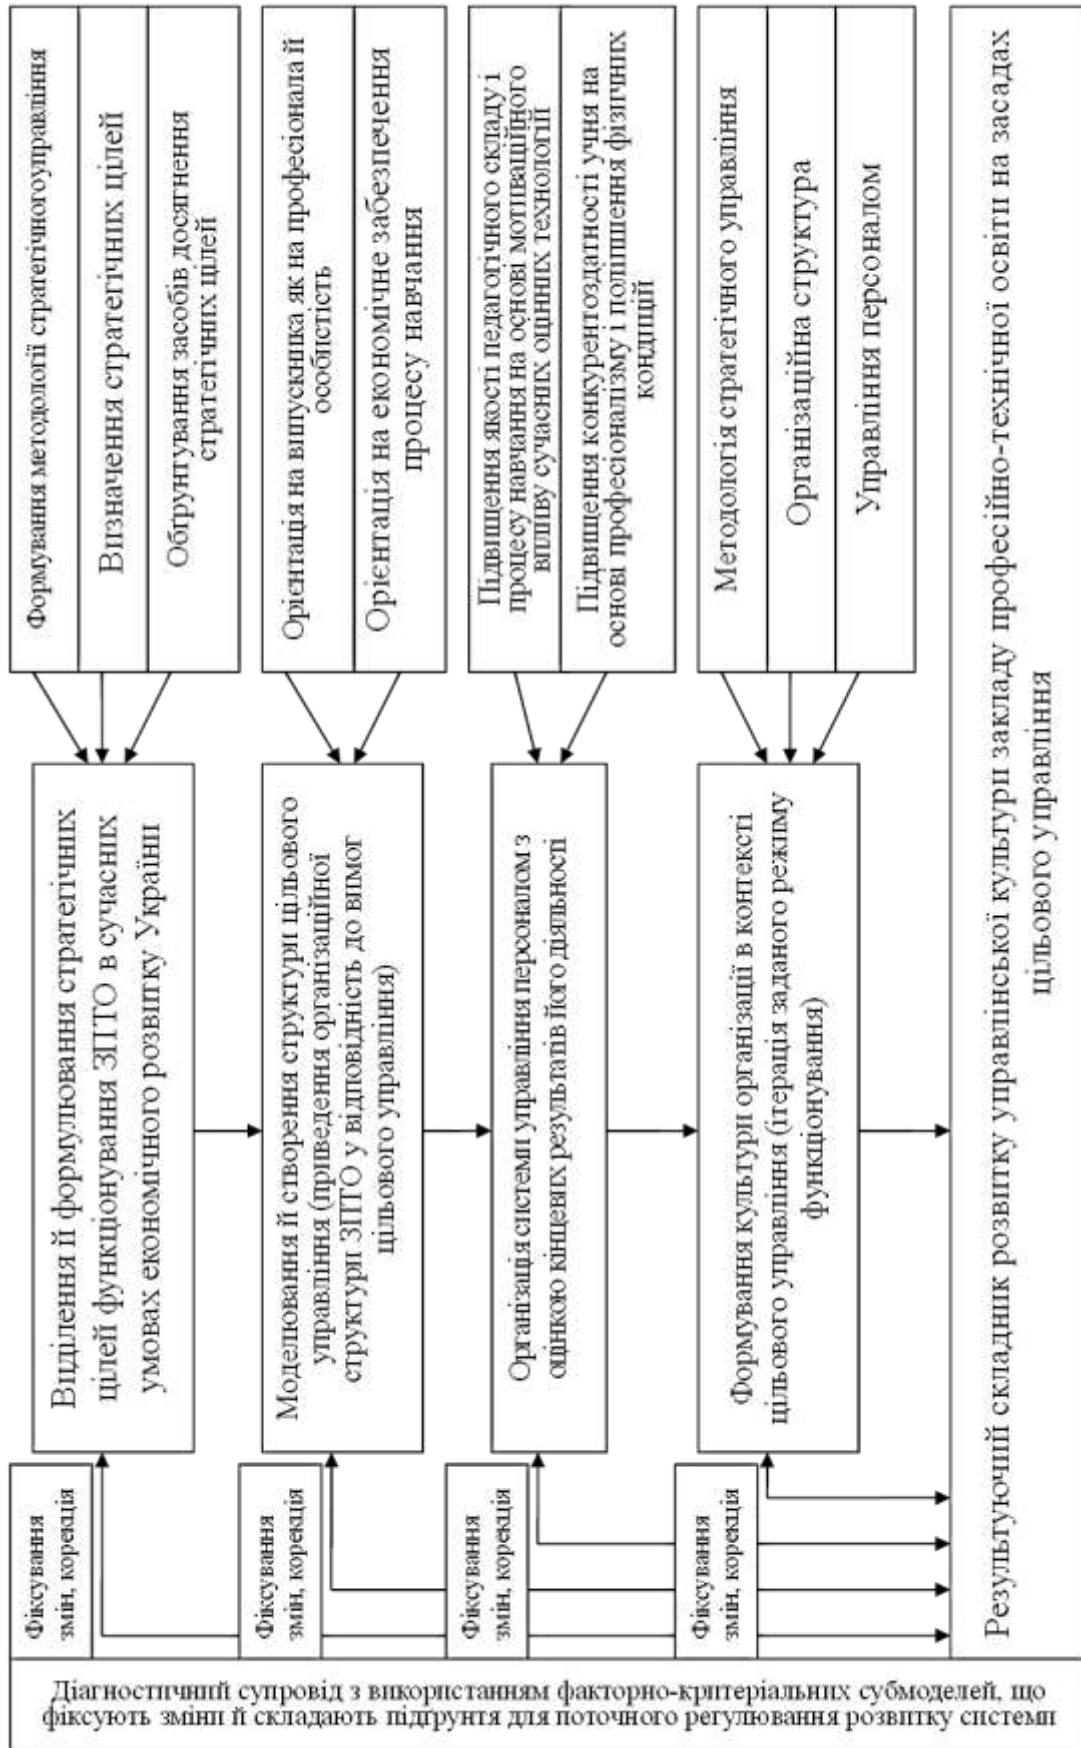 Формування методології стратегічного управління
Визначення стратегічних цілей
Обґрунтування засобів досягнення
стратегічних цілей
Орієнтація на випускника як на професіонала й
особистість
Орієнтація на економічне забезпечення
процесу навчання
Підвищення якості педагогічного складу і
процесу навчання на основі мотиваційного
впливу сучасних оцінних технологій
Підвищення конкурентоздатності учня на
основі професіоналізму і поліпшення фізичних
кондицій
Методологія стратегічного управління
Організаційна структура
Управління персоналом
Виділення й формулювання стратегічних
цілей функціонування ЗПТО в сучасних
умовах економічного розвитку України
Моделювання й створення структури цільового
управління (приведення організаційної
структури ЗПТО у відповідність до вимог
цільового управління)
Організація системи управління персоналом з
оцінкою кінцевих результатів його діяльності
Формування культури організації в контексті
цільового управління (ітерація заданого режиму
функціонування)
Фіксування
змін, корекція
Фіксування
змін, корекція
Фіксування
змін, корекція
Фіксування
змін, корекція
Результуючий складник розвитку управлінської культури закладу професійно-технічної освіти на засадах
цільового управління
Діагностичний супровід з використанням факторно-критеріальних субмоделей, що
фіксують зміни й складають підґрунтя для поточного регулювання розвитку системи